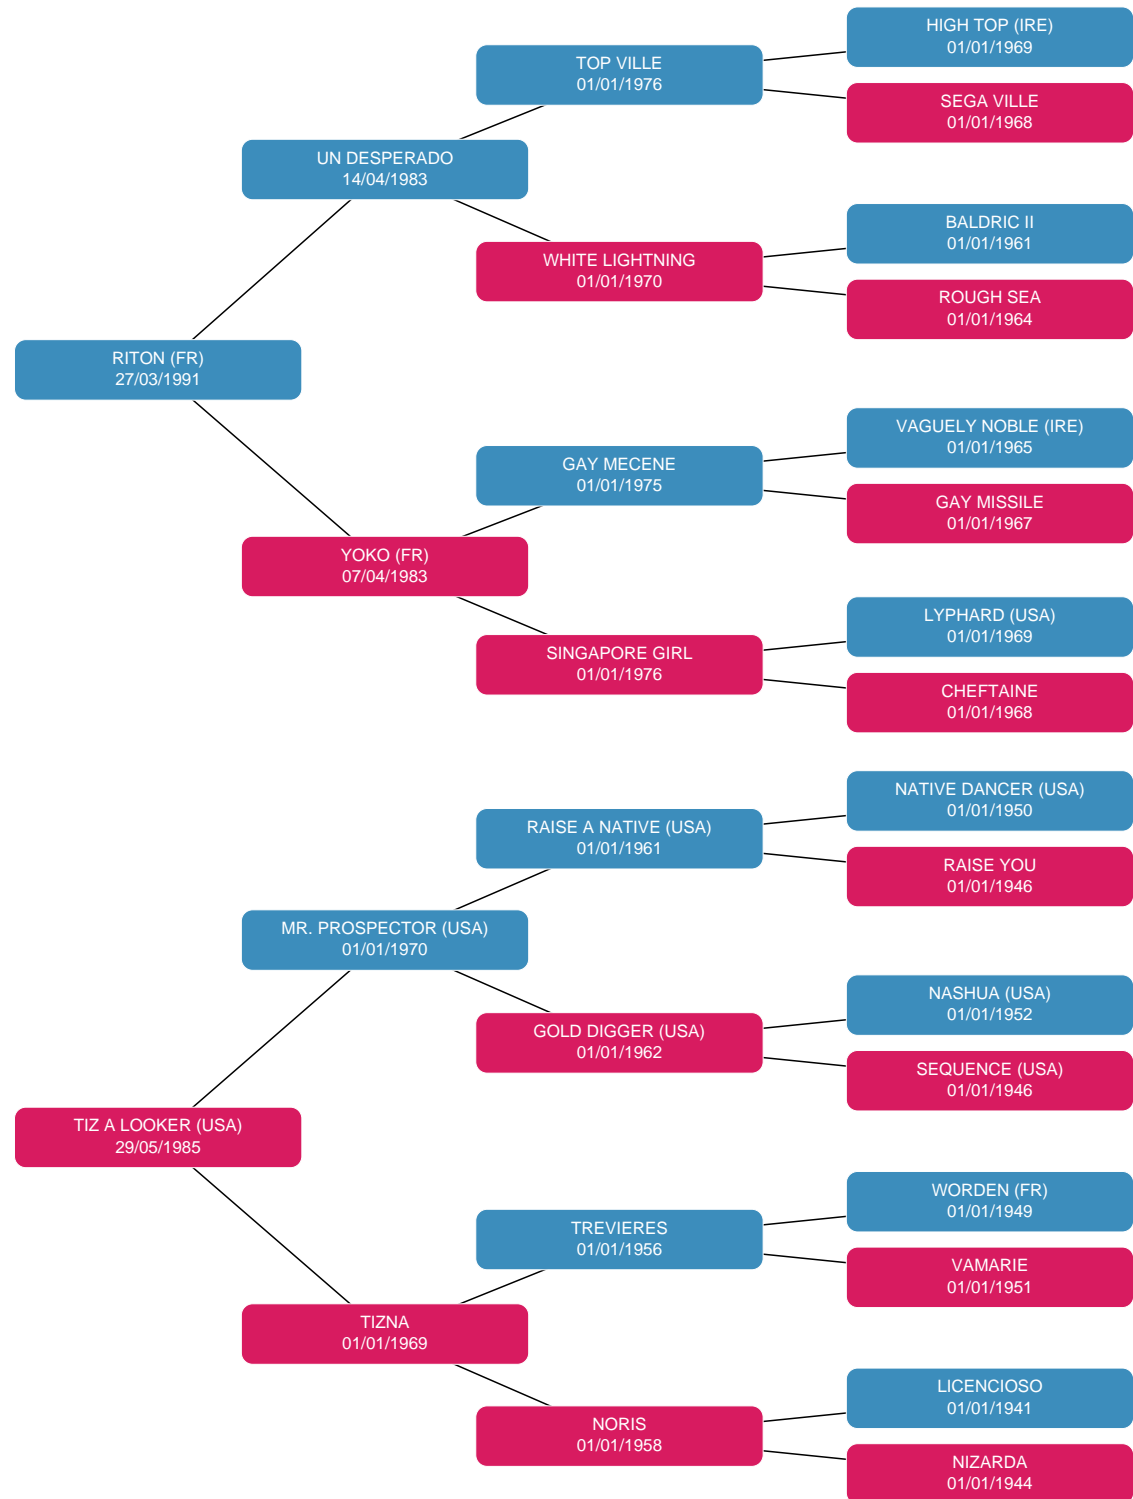 HIGH TOP (IRE)
01/01/1969
TOP VILLE
01/01/1976
SEGA VILLE
01/01/1968
UN DESPERADO
14/04/1983
BALDRIC II
01/01/1961
WHITE LIGHTNING
01/01/1970
ROUGH SEA
01/01/1964
RITON (FR)
27/03/1991
VAGUELY NOBLE (IRE)
01/01/1965
GAY MECENE
01/01/1975
GAY MISSILE
01/01/1967
YOKO (FR)
07/04/1983
LYPHARD (USA)
01/01/1969
SINGAPORE GIRL
01/01/1976
CHEFTAINE
01/01/1968
NATIVE DANCER (USA)
01/01/1950
RAISE A NATIVE (USA)
01/01/1961
RAISE YOU
01/01/1946
MR. PROSPECTOR (USA)
01/01/1970
NASHUA (USA)
01/01/1952
GOLD DIGGER (USA)
01/01/1962
SEQUENCE (USA)
01/01/1946
TIZ A LOOKER (USA)
29/05/1985
WORDEN (FR)
01/01/1949
TREVIERES
01/01/1956
VAMARIE
01/01/1951
TIZNA
01/01/1969
LICENCIOSO
01/01/1941
NORIS
01/01/1958
NIZARDA
01/01/1944